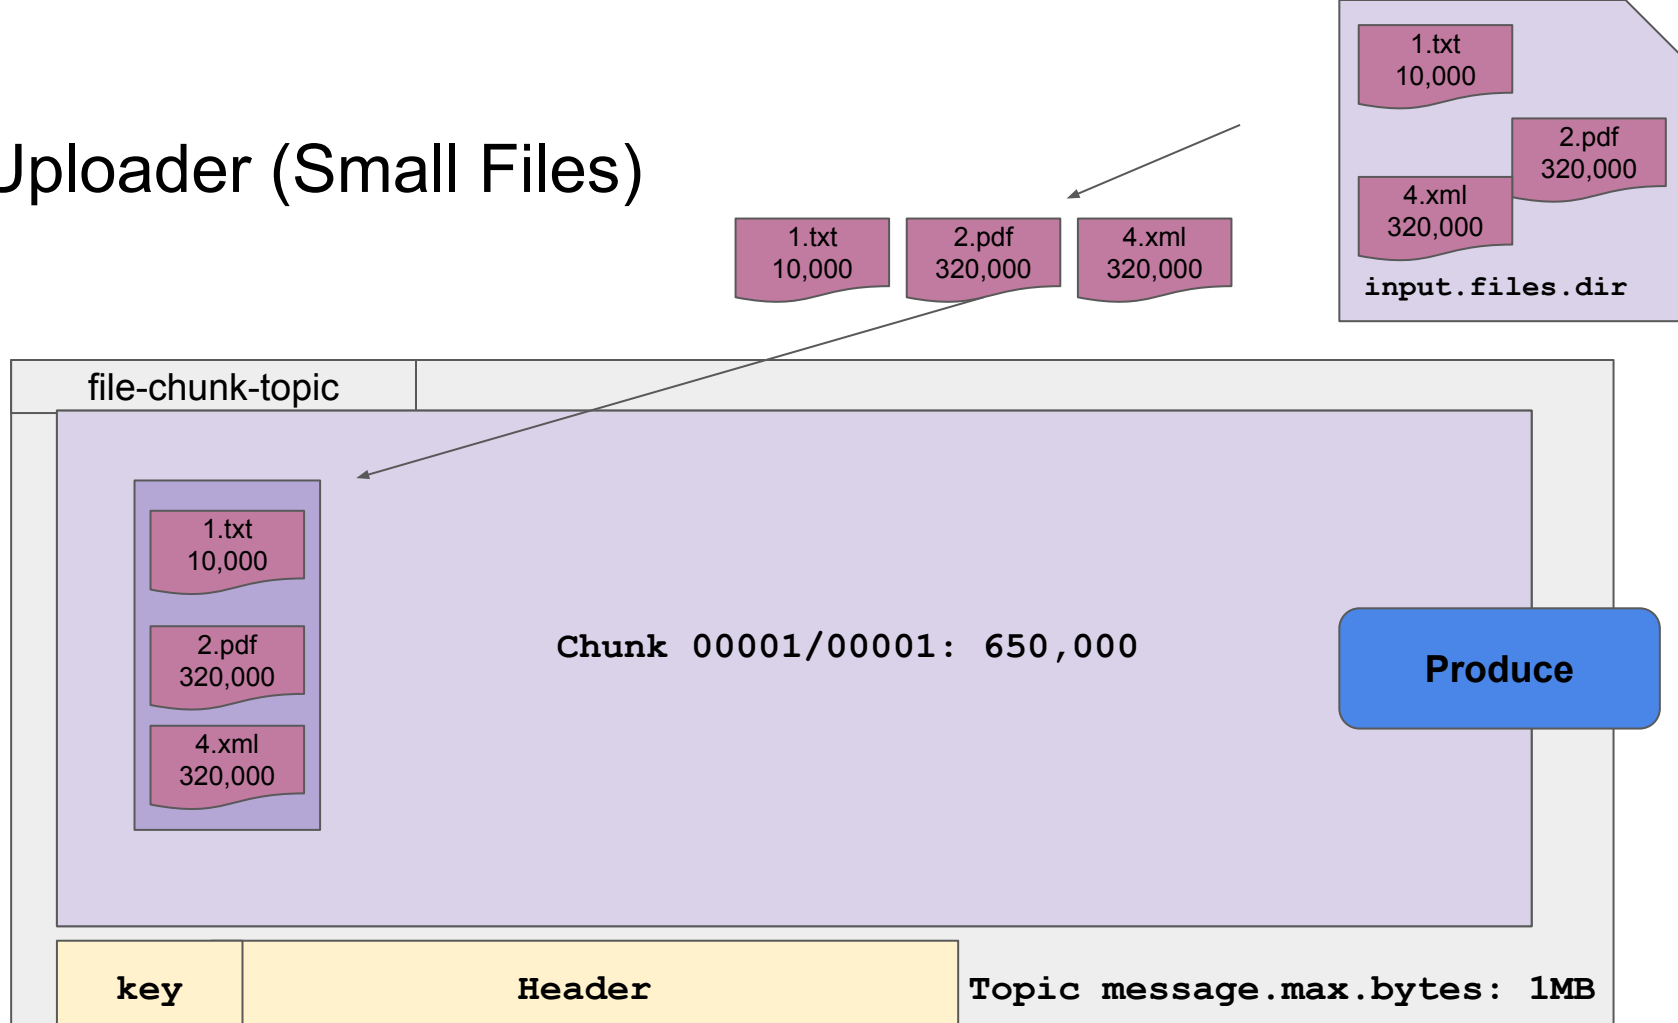 1.txt
10,000
2.pdf
320,000
4.xml
320,000
input.files.dir
Uploader (Small Files)
1.txt
10,000
2.pdf
320,000
4.xml
320,000
file-chunk-topic
1.txt
10,000
2.pdf
320,000
4.xml
320,000
Chunk 00001/00001: 650,000
Produce
key
Header
Topic message.max.bytes: 1MB